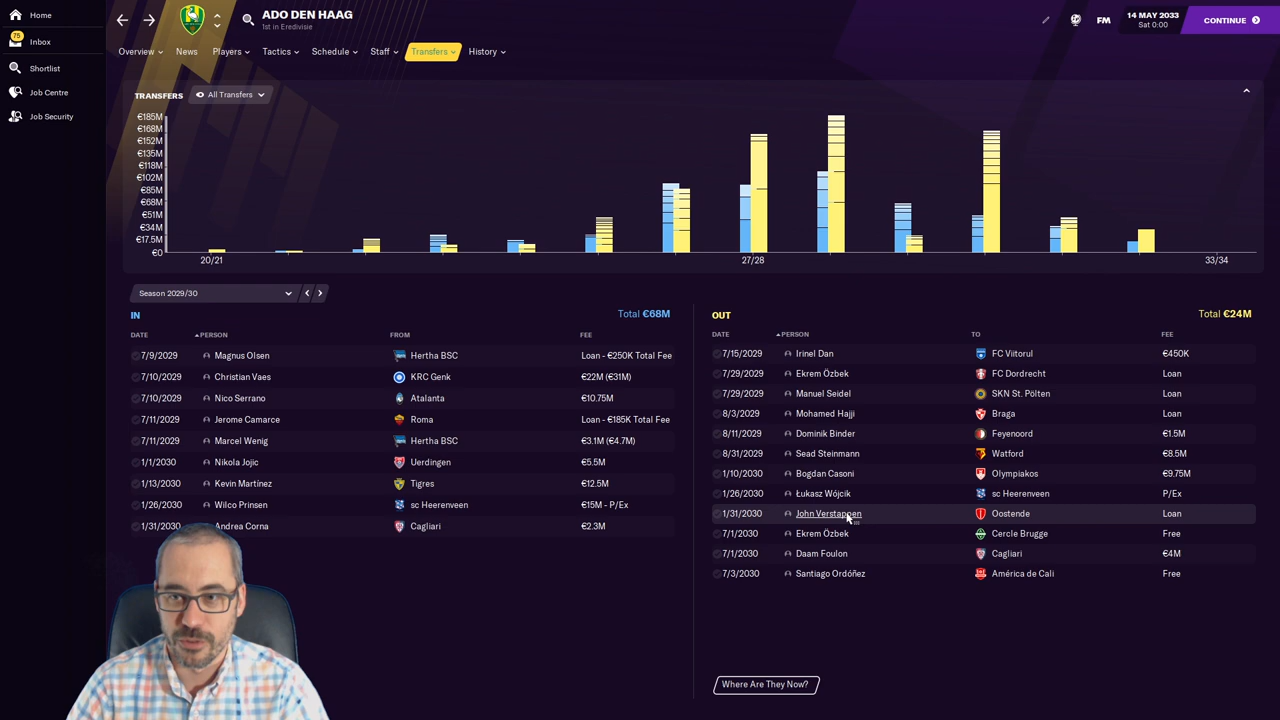 Home
75
Inbox
Shortlist
Job Centre
Job Security
ADO DEN HAAG
1st in Eredivisie
FM
14 MAY 2033
Sat 0:00
CONTINUE
Overview
News
Players
Tactics
Schedule
Staff
Transfers
History
TRANSFERS
All Transfers
€185M
€168M
€152M
€135M
€118M
€102M
€85M
€68M
€51M
€34M
€17.5M
€0
20/21
27/28
33/34
Season 2029/30
IN
Total €68M
DATE PERSON FROM FEE
7/9/2029 Magnus Olsen Hertha BSC Loan - €250K Total Fee
7/10/2029 Christian Vaes KRC Genk €22M (€31M)
7/10/2029 Nico Serrano Atalanta €10.75M
7/11/2029 Jerome Camarce Roma Loan - €185K Total Fee
7/11/2029 Marcel Wenig Hertha BSC €3.1M (€4.7M)
1/1/2030 Nikola Jojic Uerdingen €5.5M
1/13/2030 Kevin Martínez Tigres €12.5M
1/26/2030 Wilco Prinsen sc Heerenveen €15M - P/Ex
1/31/2030 Andrea Corna Cagliari €2.3M
OUT
Total €24M
DATE PERSON TO FEE
7/15/2029 Irinel Dan FC Viitorul €450K
7/29/2029 Ekrem Özbek FC Dordrecht Loan
7/29/2029 Manuel Seidel SKN St. Pölten Loan
8/3/2029 Mohamed Hajji Braga Loan
8/11/2029 Dominik Binder Feyenoord €1.5M
8/31/2029 Sead Steinmann Watford €8.5M
1/10/2030 Bogdan Casoni Olympiakos €9.75M
1/26/2030 Łukasz Wójcik sc Heerenveen P/Ex
1/31/2030 John Verstappen Oostende Loan
7/1/2030 Ekrem Özbek Cercle Brugge Free
7/1/2030 Daam Foulon Cagliari €4M
7/3/2030 Santiago Ordóñez América de Cali Free
Where Are They Now?